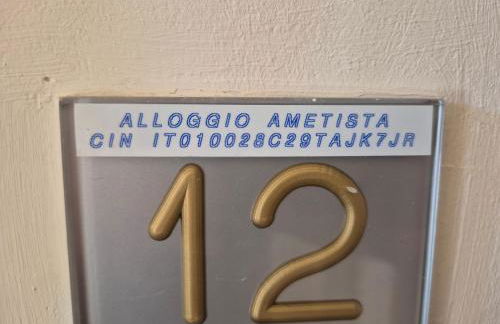 ALLOGGIO AMETISTA
CIN IT010028C29TAJK7JR
12